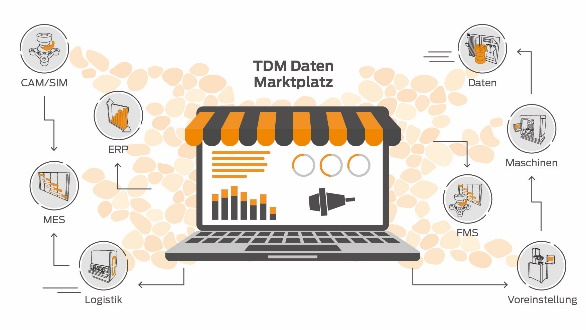 TDM Daten
Marktplatz
CAM/SIM
Daten
ERP
Maschinen
MES
FMS
Logistik
Voreinstellung